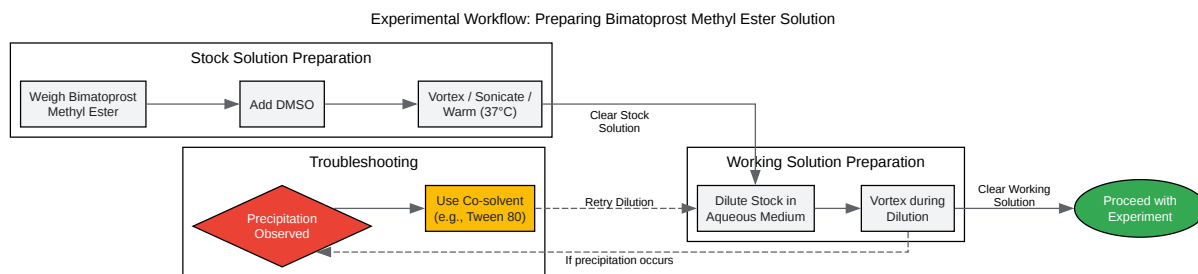 Experimental Workflow: Preparing Bimatoprost Methyl Ester Solution
Stock Solution Preparation
Weigh Bimatoprost
Methyl Ester
Add DMSO
Vortex / Sonicate /
Warm (37°C)
Clear Stock
Solution
Troubleshooting
Precipitation
Observed
Use Co-solvent
(e.g., Tween 80)
Retry Dilution
Working Solution Preparation
Dilute Stock in
Aqueous Medium
Vortex during
Dilution
Clear Working
Solution
Proceed with
Experiment
If precipitation occurs